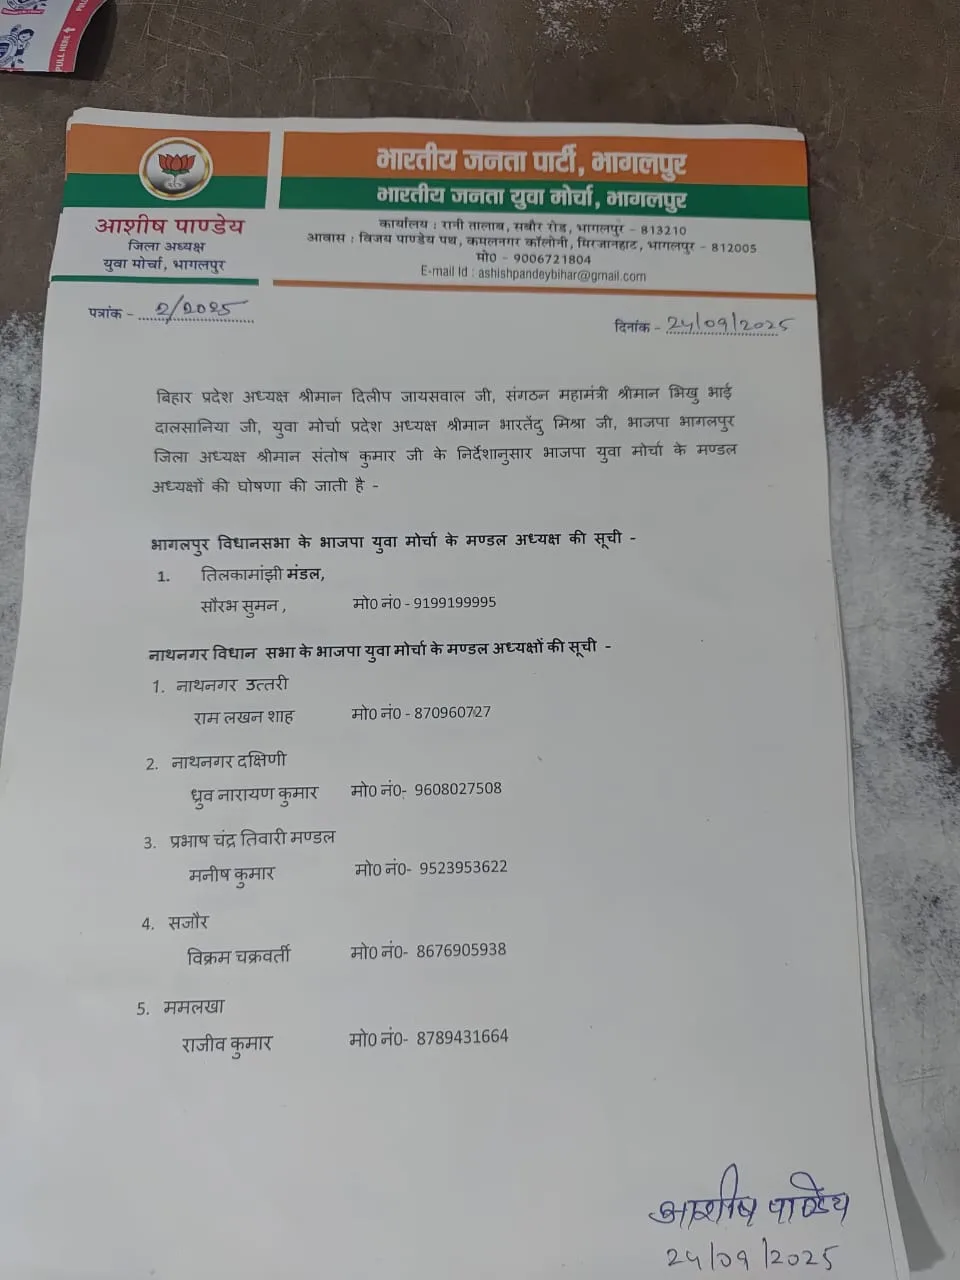 PULL HERE
भारतीय जनता पार्टी, भागलपुर
भारतीय जनता युवा मोर्चा, भागलपुर
आशीष पाण्डेय
जिला अध्यक्ष
युवा मोर्चा, भागलपुर
कार्यालय : रानी तालाब, सबौर रोड, भागलपुर - 813210
आवास : विजय पाण्डेय पथ, कमलनगर कॉलोनी, मिरजानहाट, भागलपुर - 812005
मो0 - 9006721804
E-mail Id : ashishpandeybihar@gmail.com
पत्रांक - 2/2025
दिनांक - 24/09/2025
बिहार प्रदेश अध्यक्ष श्रीमान दिलीप जायसवाल जी, संगठन महामंत्री श्रीमान भिखु भाई
दालसानिया जी, युवा मोर्चा प्रदेश अध्यक्ष श्रीमान भारतेंदु मिश्रा जी, भाजपा भागलपुर
जिला अध्यक्ष श्रीमान संतोष कुमार जी के निर्देशानुसार भाजपा युवा मोर्चा के मण्डल
अध्यक्षों की घोषणा की जाती है -
भागलपुर विधानसभा के भाजपा युवा मोर्चा के मण्डल अध्यक्ष की सूची -
1. तिलकामांझी मंडल,
सौरभ सुमन , मो0 नं0 - 9199199995
नाथनगर विधान सभा के भाजपा युवा मोर्चा के मण्डल अध्यक्षों की सूची -
1. नाथनगर उत्तरी
राम लखन शाह मो0 नं0 - 870960727
2. नाथनगर दक्षिणी
ध्रुव नारायण कुमार मो0 नं0- 9608027508
3. प्रभाष चंद्र तिवारी मण्डल
मनीष कुमार मो0 नं0- 9523953622
4. सजौर
विक्रम चक्रवर्ती मो0 नं0- 8676905938
5. ममलखा
राजीव कुमार मो0 नं0- 8789431664
आशीष पाण्डेय
24/09/2025